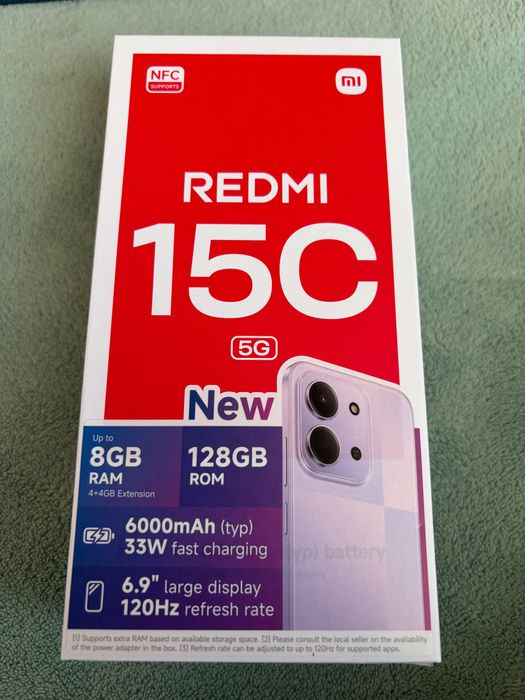 NFC
SUPPORTS
mi
REDMI
15C
5G
New
Up to
8GB
RAM
4+4GB Extension
128GB
ROM
6000mAh (typ)
33W fast charging
6.9" large display
120Hz refresh rate
typ) battery
display
[1] Supports extra RAM based on available storage space. [2] Please consult the local seller on the availability
of the power adapter in the box. [3] Refresh rate can be adjusted to up to 120Hz for supported apps.